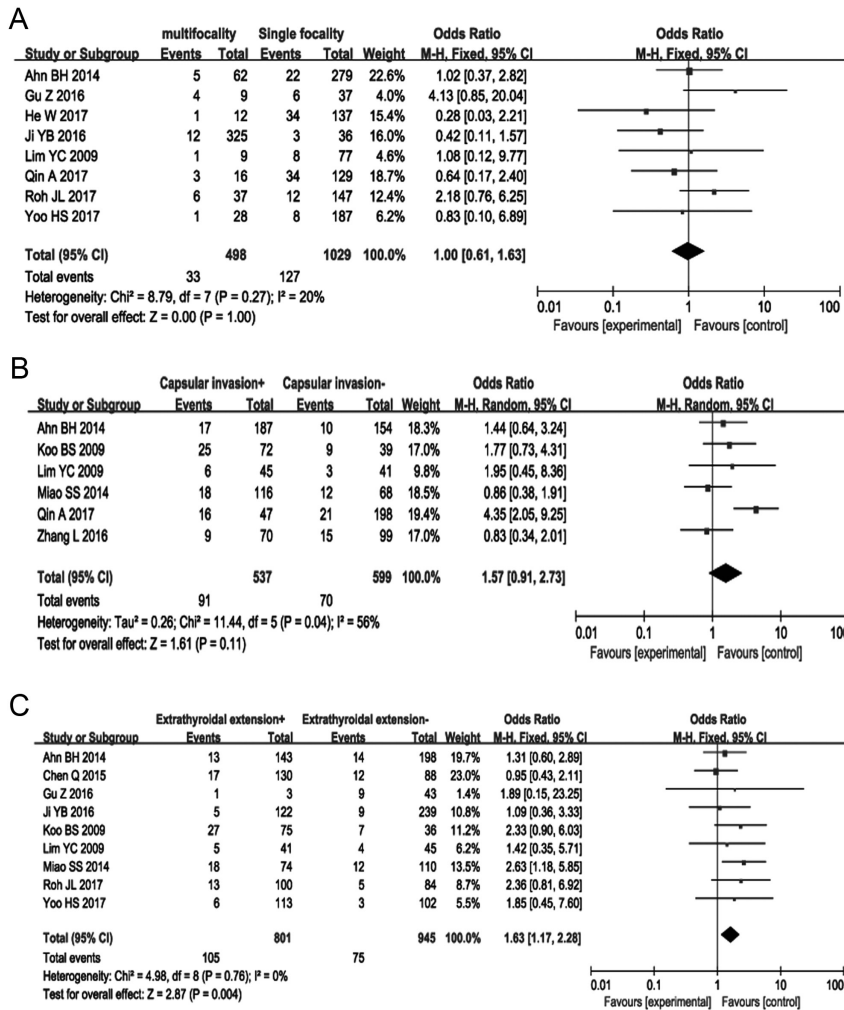 A
multifocality Single focality Odds Ratio Odds Ratio
Study or Subgroup Events Total Events Total Weight M-H, Fixed, 95% CI M-H, Fixed, 95% CI
Ahn BH 2014 5 62 22 279 22.6% 1.02 [0.37, 2.82]
Gu Z 2016 4 9 6 37 4.0% 4.13 [0.85, 20.04]
He W 2017 1 12 34 137 15.4% 0.28 [0.03, 2.21]
Ji YB 2016 12 325 3 36 16.0% 0.42 [0.11, 1.57]
Lim YC 2009 1 9 8 77 4.6% 1.08 [0.12, 9.77]
Qin A 2017 3 16 34 129 18.7% 0.64 [0.17, 2.40]
Roh JL 2017 6 37 12 147 12.4% 2.18 [0.76, 6.25]
Yoo HS 2017 1 28 8 187 6.2% 0.83 [0.10, 6.89]
Total (95% CI) 498 1029 100.0% 1.00 [0.61, 1.63]
Total events 33 127
Heterogeneity: Chi² = 8.79, df = 7 (P = 0.27); I² = 20%
Test for overall effect: Z = 0.00 (P = 1.00)
0.01 0.1 1 10 100
Favours [experimental] Favours [control]
B
Capsular invasion+ Capsular invasion- Odds Ratio Odds Ratio
Study or Subgroup Events Total Events Total Weight M-H, Random, 95% CI M-H, Random, 95% CI
Ahn BH 2014 17 187 10 154 18.3% 1.44 [0.64, 3.24]
Koo BS 2009 25 72 9 39 17.0% 1.77 [0.73, 4.31]
Lim YC 2009 6 45 3 41 9.8% 1.95 [0.45, 8.36]
Miao SS 2014 18 116 12 68 18.5% 0.86 [0.38, 1.91]
Qin A 2017 16 47 21 198 19.4% 4.35 [2.05, 9.25]
Zhang L 2016 9 70 15 99 17.0% 0.83 [0.34, 2.01]
Total (95% CI) 537 599 100.0% 1.57 [0.91, 2.73]
Total events 91 70
Heterogeneity: Tau² = 0.26; Chi² = 11.44, df = 5 (P = 0.04); I² = 56%
Test for overall effect: Z = 1.61 (P = 0.11)
0.01 0.1 1 10 100
Favours [experimental] Favours [control]
C
Extrathyroidal extension+ Extrathyroidal extension- Odds Ratio Odds Ratio
Study or Subgroup Events Total Events Total Weight M-H, Fixed, 95% CI M-H, Fixed, 95% CI
Ahn BH 2014 13 143 14 198 19.7% 1.31 [0.60, 2.89]
Chen Q 2015 17 130 12 88 23.0% 0.95 [0.43, 2.11]
Gu Z 2016 1 3 9 43 1.4% 1.89 [0.15, 23.25]
Ji YB 2016 5 122 9 239 10.8% 1.09 [0.36, 3.33]
Koo BS 2009 27 75 7 36 11.2% 2.33 [0.90, 6.03]
Lim YC 2009 5 41 4 45 6.2% 1.42 [0.35, 5.71]
Miao SS 2014 18 74 12 110 13.5% 2.63 [1.18, 5.85]
Roh JL 2017 13 100 5 84 8.7% 2.36 [0.81, 6.92]
Yoo HS 2017 6 113 3 102 5.5% 1.85 [0.45, 7.60]
Total (95% CI) 801 945 100.0% 1.63 [1.17, 2.28]
Total events 105 75
Heterogeneity: Chi² = 4.98, df = 8 (P = 0.76); I² = 0%
Test for overall effect: Z = 2.87 (P = 0.004)
0.01 0.1 1 10 100
Favours [experimental] Favours [control]